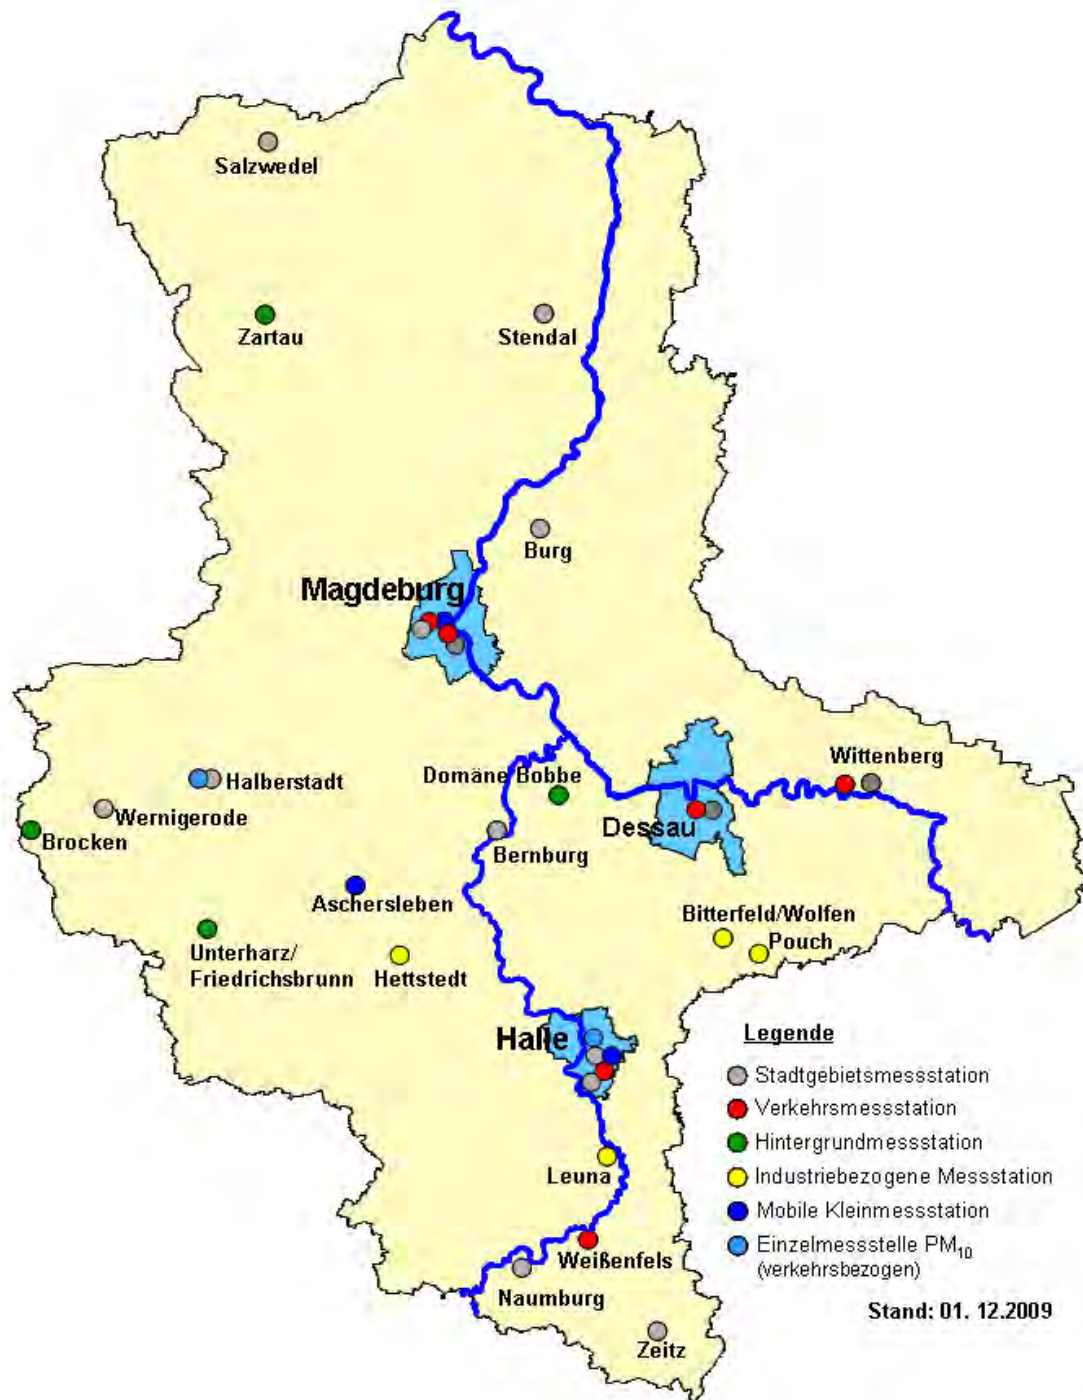 Salzwedel
Zartau
Stendal
Burg
Magdeburg
Domäne Bobbe
Wittenberg
Halberstadt
Wernigerode
Brocken
Dessau
Bernburg
Aschersleben
Bitterfeld/Wolfen
Pouch
Unterharz/
Friedrichsbrunn
Hettstedt
Halle
Leuna
Weißenfels
Naumburg
Zeitz
Legende
Stadtgebietsmessstation
Verkehrsmessstation
Hintergrundmessstation
Industriebezogene Messstation
Mobile Kleinmessstation
Einzelmessstelle PM10
(verkehrsbezogen)
Stand: 01. 12.2009